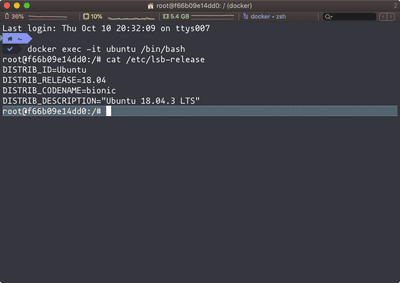 root@f66b09e14dd0: / (docker)
36% 10% 5.4 GB docker • zsh
Last login: Thu Oct 10 20:32:09 on ttys007
~
docker exec -it ubuntu /bin/bash
root@f66b09e14dd0:/# cat /etc/lsb-release
DISTRIB_ID=Ubuntu
DISTRIB_RELEASE=18.04
DISTRIB_CODENAME=bionic
DISTRIB_DESCRIPTION="Ubuntu 18.04.3 LTS"
root@f66b09e14dd0:/#